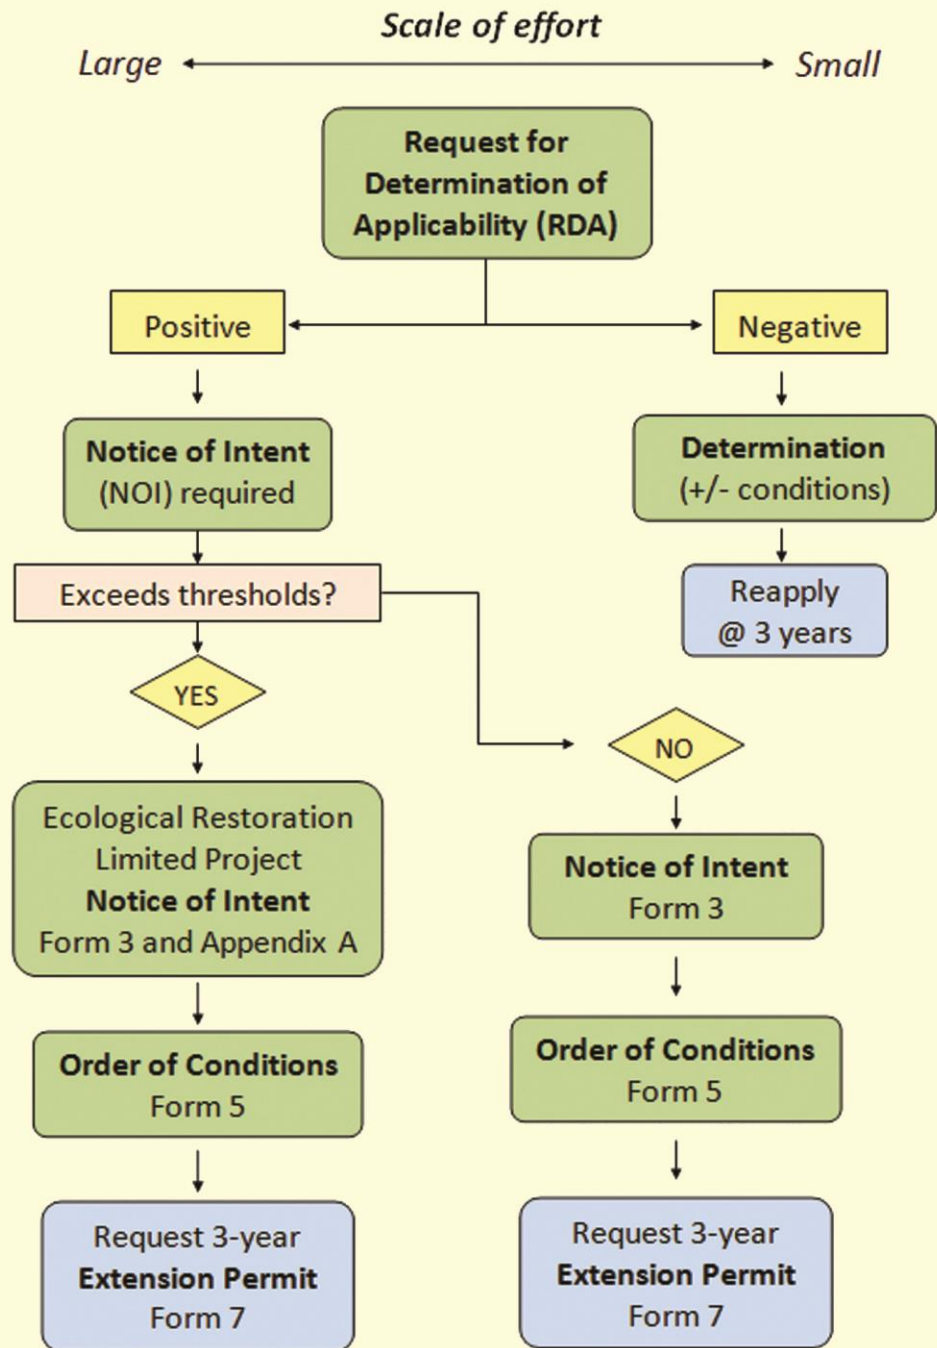 Scale of effort
Large
Small
Request for
Determination of
Applicability (RDA)
Positive
Negative
Notice of Intent
(NOI) required
Determination
(+/- conditions)
Exceeds thresholds?
Reapply
@ 3 years
YES
NO
Ecological Restoration
Limited Project
Notice of Intent
Form 3 and Appendix A
Notice of Intent
Form 3
Order of Conditions
Form 5
Order of Conditions
Form 5
Request 3-year
Extension Permit
Form 7
Request 3-year
Extension Permit
Form 7